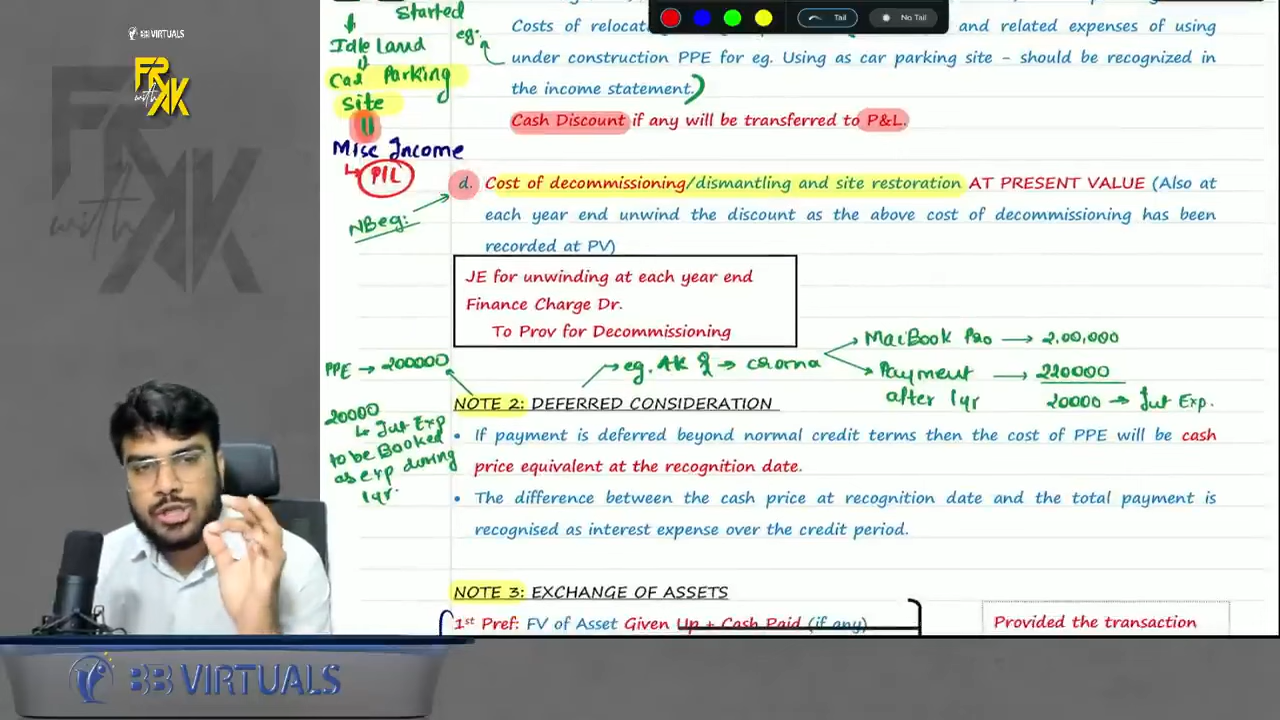 Started
eg:
Idle Land
Car Parking
Site
Misc Income
P/L
NBeg:
Tail
No Tail
and related expenses of using
under construction PPE for eg. Using as car parking site – should be recognized in
the income statement.)
Cash Discount if any will be transferred to P&L.
d. Cost of decommissioning/dismantling and site restoration AT PRESENT VALUE (Also at
each year end unwind the discount as the above cost of decommissioning has been
recorded at PV)
JE for unwinding at each year end
Finance Charge Dr.
To Prov for Decommissioning
PPE → 200000
eg. AK → croma
MacBook Pro → 2,00,000
Payment → 220000
after 1yr
20000 → Int Exp.
20000
↳ Int Exp
to be Booked
as exp during
1yr.
NOTE 2: DEFERRED CONSIDERATION
• If payment is deferred beyond normal credit terms then the cost of PPE will be cash
price equivalent at the recognition date.
• The difference between the cash price at recognition date and the total payment is
recognised as interest expense over the credit period.
NOTE 3: EXCHANGE OF ASSETS
1st Pref: FV of Asset Given Up + Cash Paid (if any)
Provided the transaction
BB VIRTUALS
FR
with
AK
FR
with
AK
BB VIRTUALS